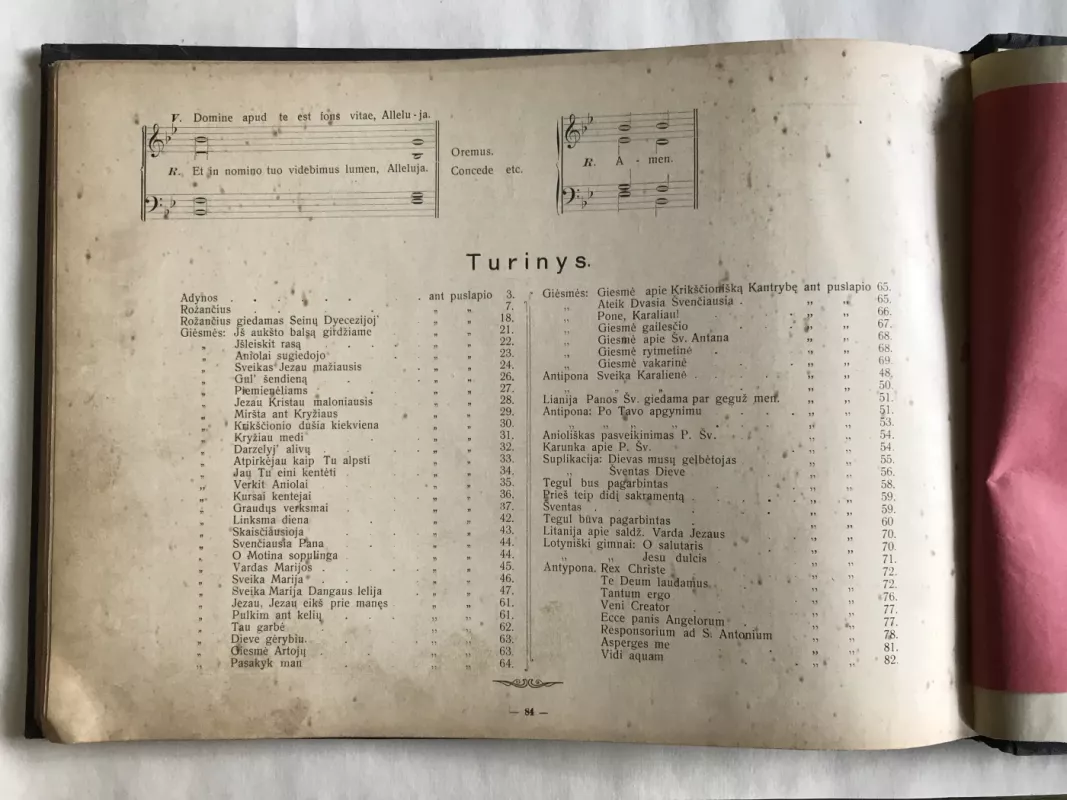 V. Domine apud te est fons vitae, Allelu-ja.
Oremus.
R. A - men.
R. Et in nomino tuo videbimus lumen, Alleluja.
Concede etc.
Turinys.
Adynos . . . . . . . ant puslapio 3.
Rožančius . . . . . „ „ 7.
Rožančius giedamas Seinų Dyecezijoj' „ „ 18.
Giėsmės: Jš aukšto balsą girdžiame „ „ 21.
„ Jšleiskit rasą . . . „ „ 22.
„ Aniolai sugiedojo . . „ „ 23.
„ Sveikas Jezau mažiausis „ „ 24.
„ Gul' šendieną . . „ „ 26.
„ Piemienėliams . . „ „ 27.
„ Jezau Kristau maloniausis „ „ 28.
„ Miršta ant Kryžiaus . „ „ 29.
„ Krikščionio dušia kiekviena „ „ 30.
„ Kryžiau medi . . „ „ 31.
„ Darzelyj' alivų . . „ „ 32.
„ Atpirkėjau kaip Tu alpsti „ „ 33.
„ Jau Tu eini kentėti . „ „ 34.
„ Verkit Aniolai . . „ „ 35.
„ Kursai kentejai . . „ „ 36.
„ Graudųs verksmai . „ „ 37.
„ Linksma diena . . „ „ 42.
„ Skaisčiausioja . . „ „ 43.
„ Svenčiausia Pana . „ „ 44.
„ O Motina sopulinga . „ „ 44.
„ Vardas Marijos . . „ „ 45.
„ Sveika Marija . . „ „ 46.
„ Sveika Marija Dangaus lelija „ „ 47.
„ Jezau, Jezau eikš prie manęs „ „ 61.
„ Pulkim ant kelių . . „ „ 61.
„ Tau garbė . . . „ „ 62.
„ Dieve gėrybiu. . . „ „ 63.
„ Giesmė Artojų . . „ „ 63.
„ Pasakyk man . . „ „ 64.
Giėsmės: Giesmė apie Krikščionišką Kantrybę ant puslapio 65.
„ Ateik Dvasia Švenčiausia . „ „ 65.
„ Pone, Karaliau! . . „ „ 66.
„ Giesmė gailesčio . . „ „ 67.
„ Giesmė apie Šv. Antana „ „ 68.
„ Giesmė rytmetinė . . „ „ 68.
„ Giesmė vakarinė . . „ „ 69.
Antipona Sveika Karalienė . . „ „ 48.
„ „ „ . . „ „ 50.
Lianija Panos Šv. giedama par geguž mėn. „ „ 51.
Antipona: Po Tavo apgynimu . „ „ 51.
„ „ „ „ . „ „ 53.
Anioliškas pasveikinimas P. Šv. . „ „ 54.
Karunka apie P. Šv. . . „ „ 54.
Suplikacija: Dievas musų gelbėtojas „ „ 55.
„ Šventas Dieve . „ „ 56.
Tegul bus pagarbintas . . „ „ 58.
Prieš teip didį sakramentą . . „ „ 59.
Šventas . . . . „ „ 59.
Tegul būva pagarbintas . . „ „ 60
Litanija apie saldž. Varda Jezaus „ „ 70.
Lotyniški gimnai: O salutaris . „ „ 70.
„ „ Jesu dulcis . „ „ 71.
Antypona. Rex Christe . . „ „ 72.
Te Deum laudamus . „ „ 72.
Tantum ergo . . „ „ 76.
Veni Creator . . „ „ 77.
Ecce panis Angelorum . „ „ 77.
Responsorium ad S. Antonium „ „ 78.
Asperges me . . „ „ 81.
Vidi aquam . . „ „ 82.
— 84 —